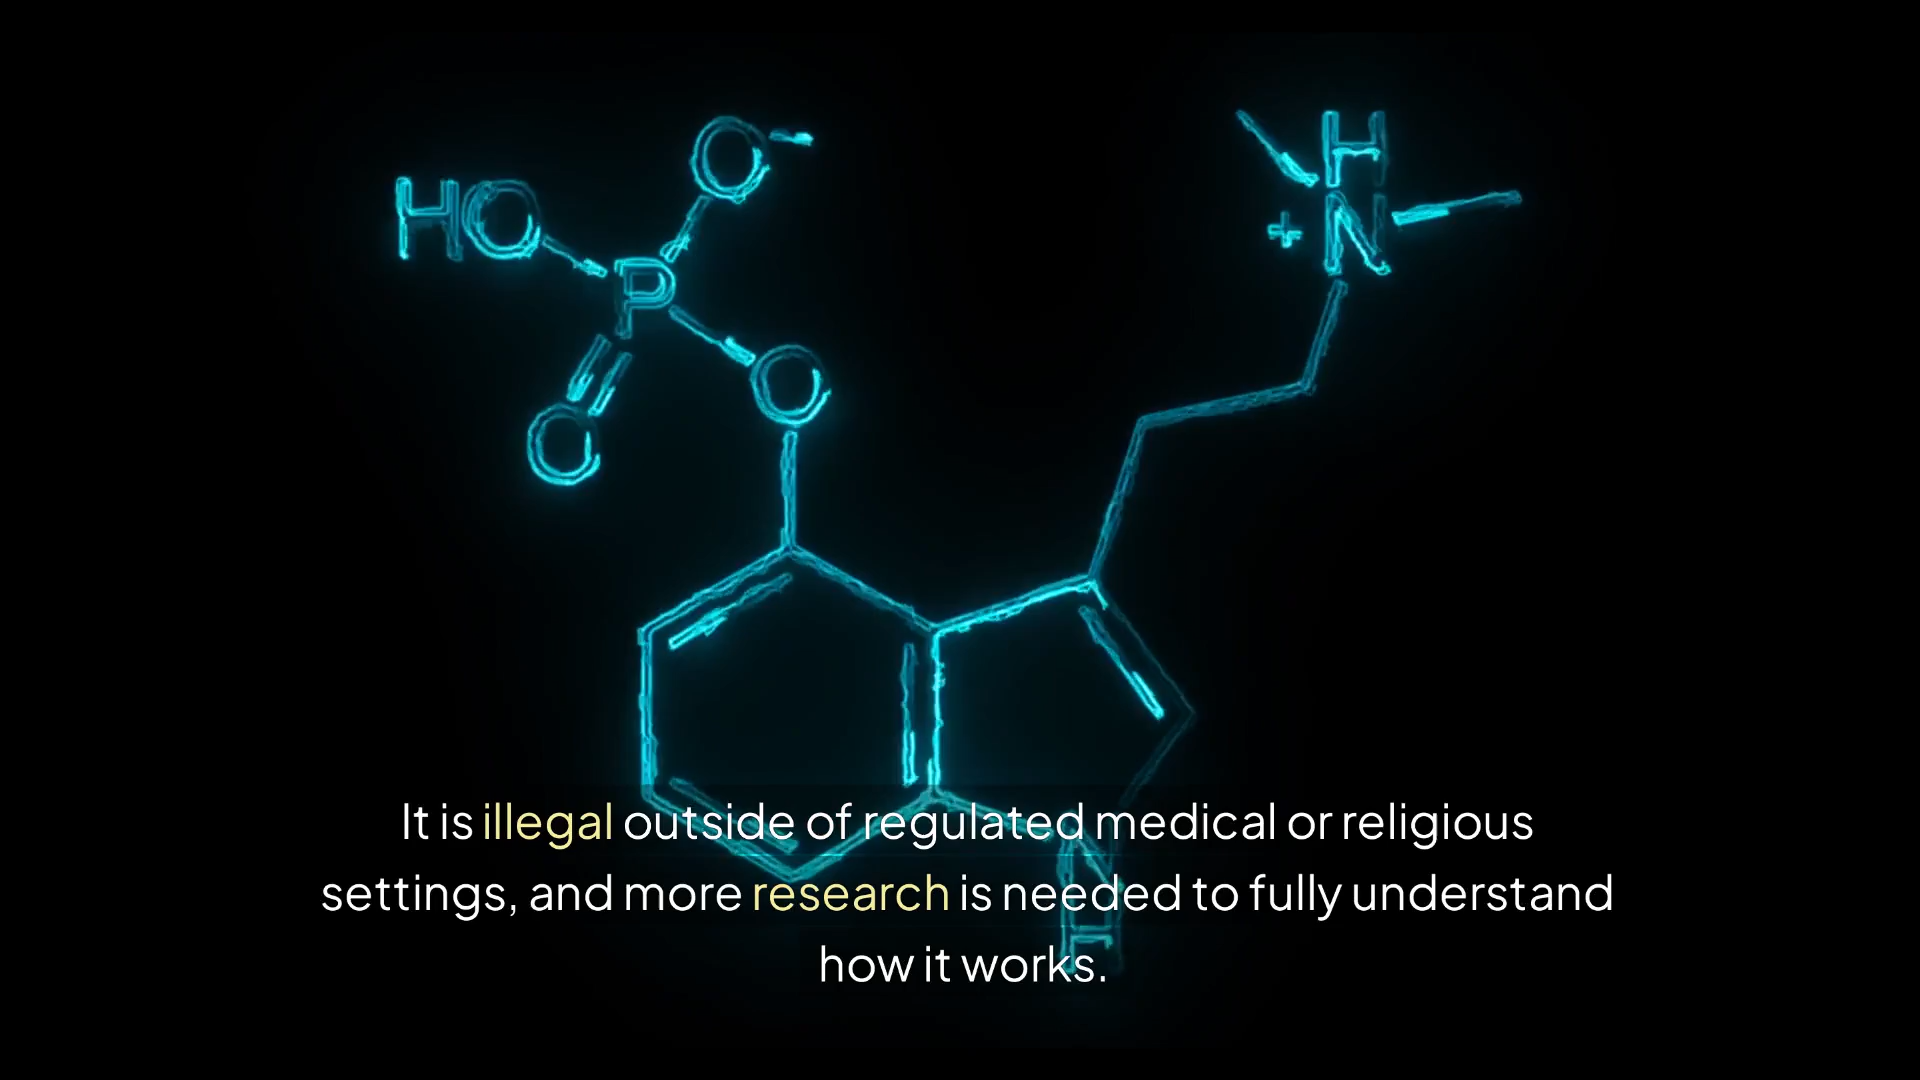 O-
H
HO
+
N
P
O
O
It is illegal outside of regulated medical or religious
settings, and more research is needed to fully understand
how it works.
N
H